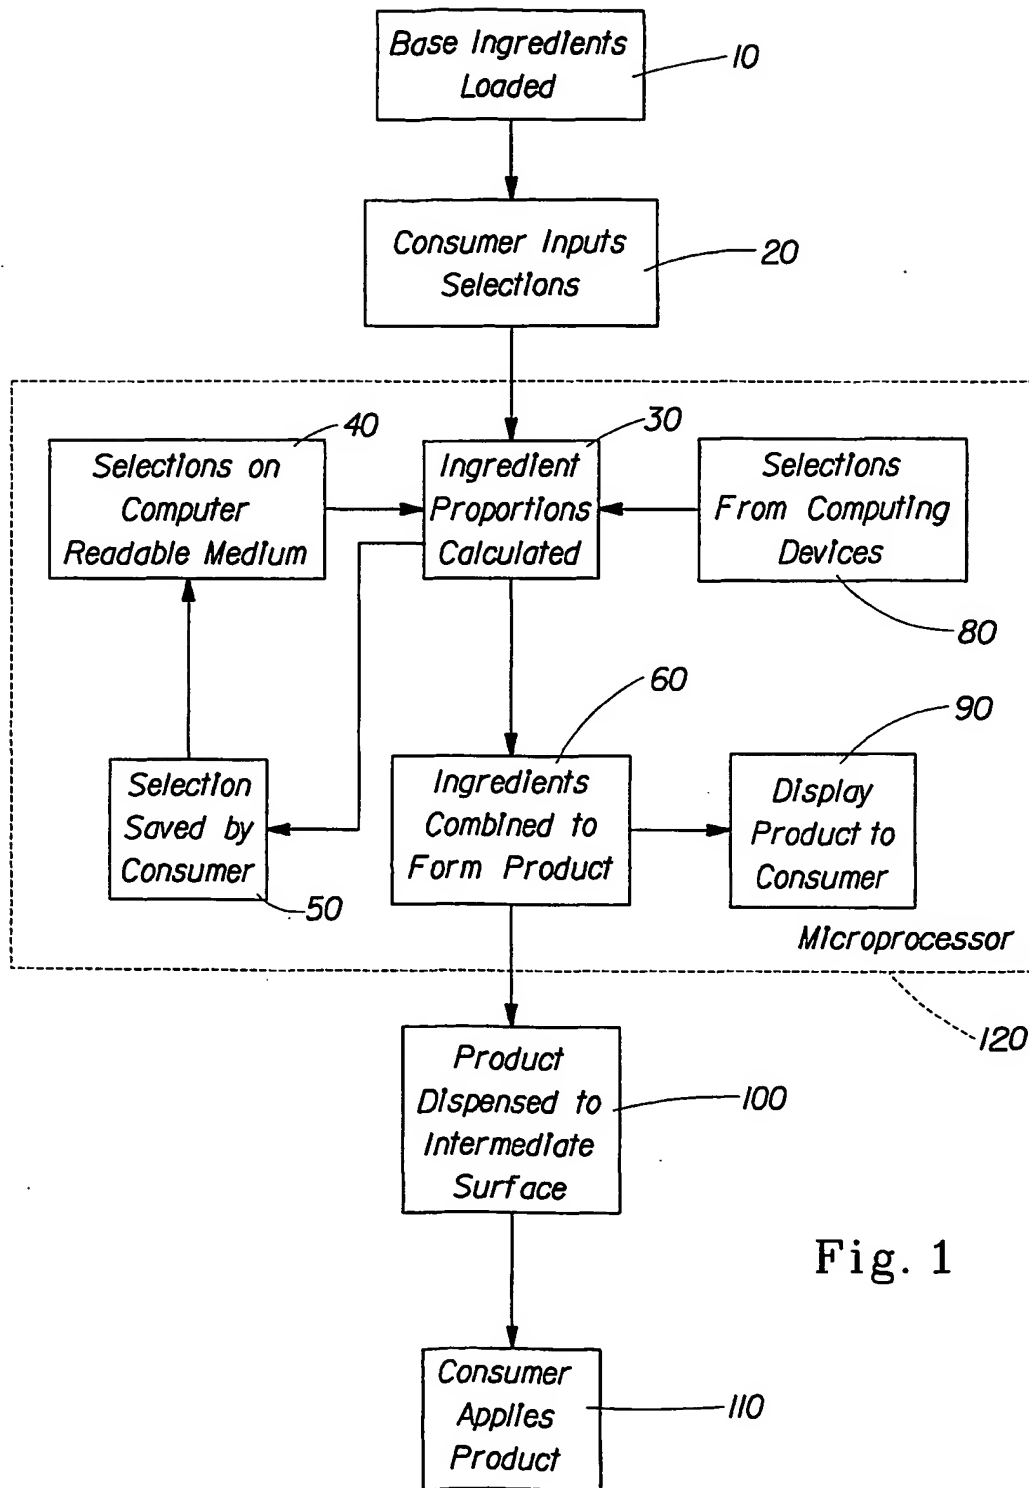 Base Ingredients
Loaded
10
Consumer Inputs
Selections
20
40
Selections on
Computer
Readable Medium
30
Ingredient
Proportions
Calculated
Selections
From Computing
Devices
80
Selection
Saved by
Consumer
50
60
Ingredients
Combined to
Form Product
90
Display
Product to
Consumer
Microprocessor
120
Product
Dispensed to
Intermediate
Surface
100
Fig. 1
Consumer
Applies
Product
110